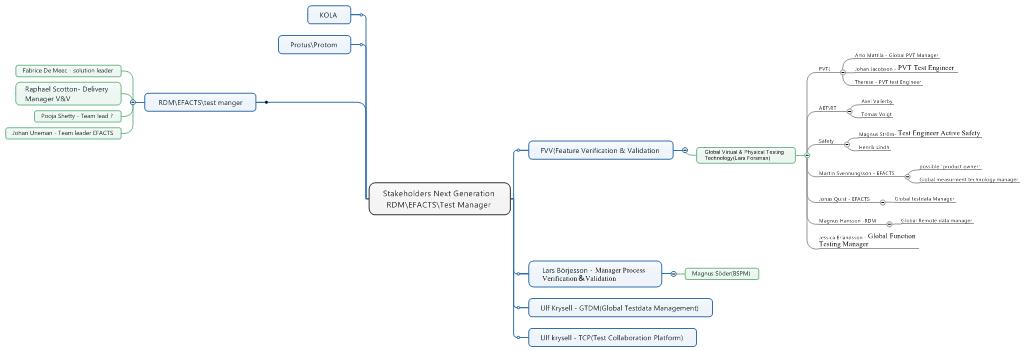 KOLA
Protus\Protom
Fabrice De Meec - solution leader
Raphael Scotton- Delivery
Manager V&V
Pooja Shetty - Team lead ?
Johan Uneman - Team leader EFACTS
RDM\EFACTS\test manger
Stakeholders Next Generation
RDM\EFACTS\Test Manager
FVV(Feature Verification & Validation
Global Virtual & Physical Testing
Technology(Lars Forsman)
PVT(
Arto Mattila - Global PVT Manager
Johan Jacobson - PVT Test Engineer
Therese - PVT test Engineer
Axel Vallerby
Tomas Voigt
Safety
Magnus Ström- Test Engineer Active Safety
Henrik Lindh
Martin Svenningsson - EFACTS
possible "product owner"
Global measurment technology manager
Jonas Quist - EFACTS
Global testdata Manager
Magnus Hansson -RDM
Global Remote data manager
Jessica Erlandsson - Global Function
Testing Manager
Lars Börjesson - Manager Process
Verification &Validation
Magnus Söder(BSPM)
Ulf Krysell - GTDM(Global Testdata Management)
Ulf krysell - TCP(Test Collaboration Platform)